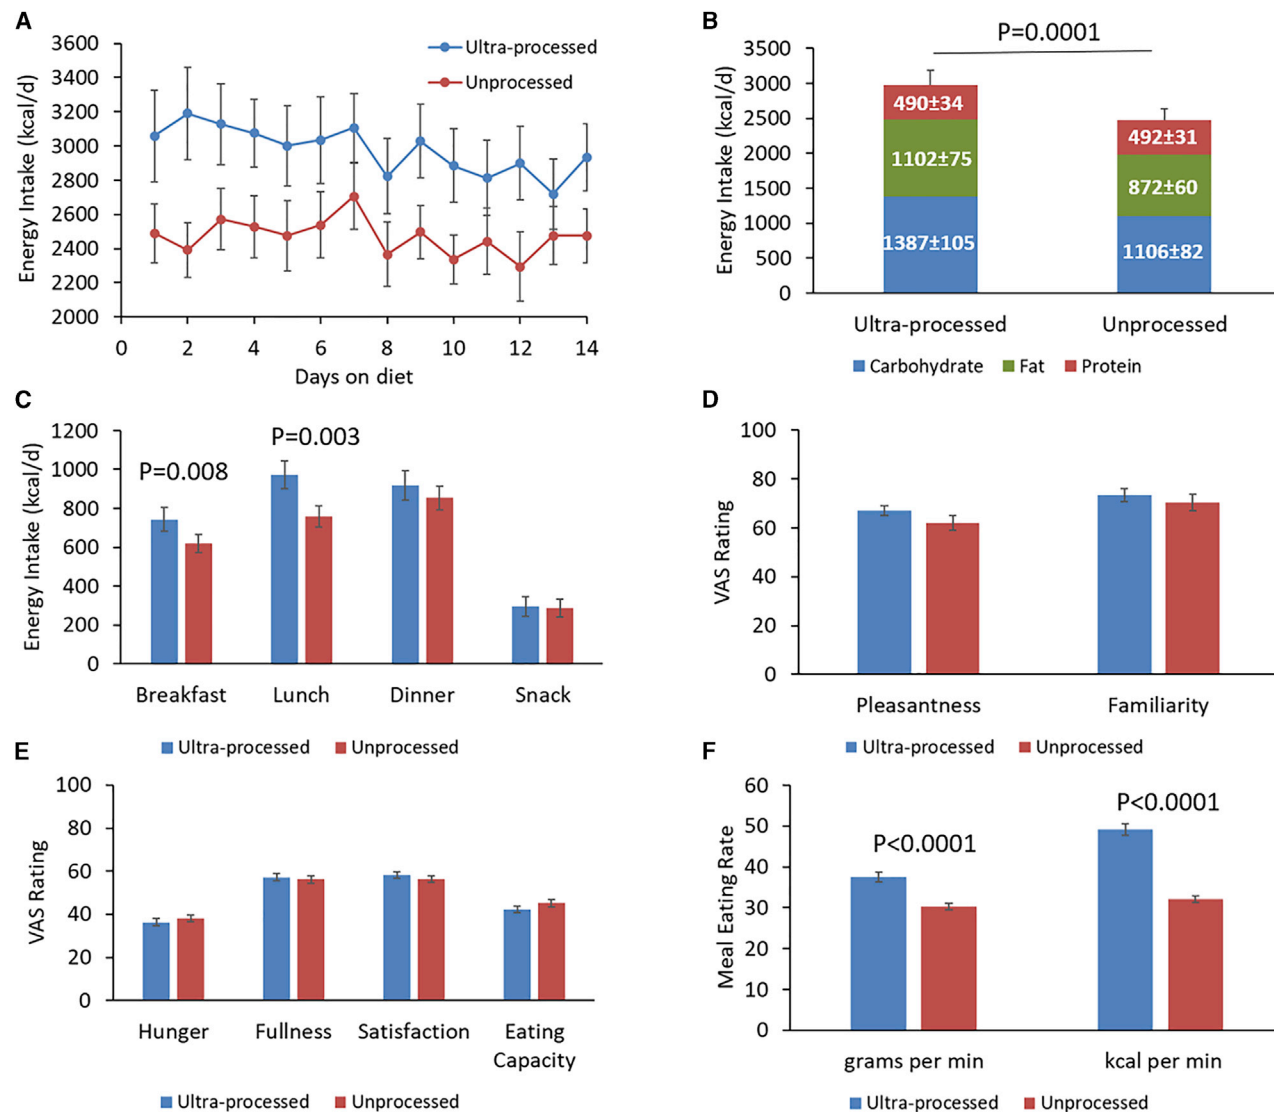 A
Energy Intake (kcal/d)
3600
3400
3200
3000
2800
2600
2400
2200
2000
Ultra-processed
Unprocessed
0 2 4 6 8 10 12 14
Days on diet
B
P=0.0001
Energy Intake (kcal/d)
3500
3000
2500
2000
1500
1000
500
0
490±34
1102±75
1387±105
492±31
872±60
1106±82
Ultra-processed Unprocessed
Carbohydrate Fat Protein
C
Energy Intake (kcal/d)
1200
1000
800
600
400
200
0
P=0.008
P=0.003
Breakfast Lunch Dinner Snack
Ultra-processed Unprocessed
D
VAS Rating
100
80
60
40
20
0
Pleasantness Familiarity
Ultra-processed Unprocessed
E
VAS Rating
100
80
60
40
20
0
Hunger Fullness Satisfaction Eating
Capacity
Ultra-processed Unprocessed
F
Meal Eating Rate
60
50
40
30
20
10
0
P<0.0001
P<0.0001
grams per min kcal per min
Ultra-processed Unprocessed